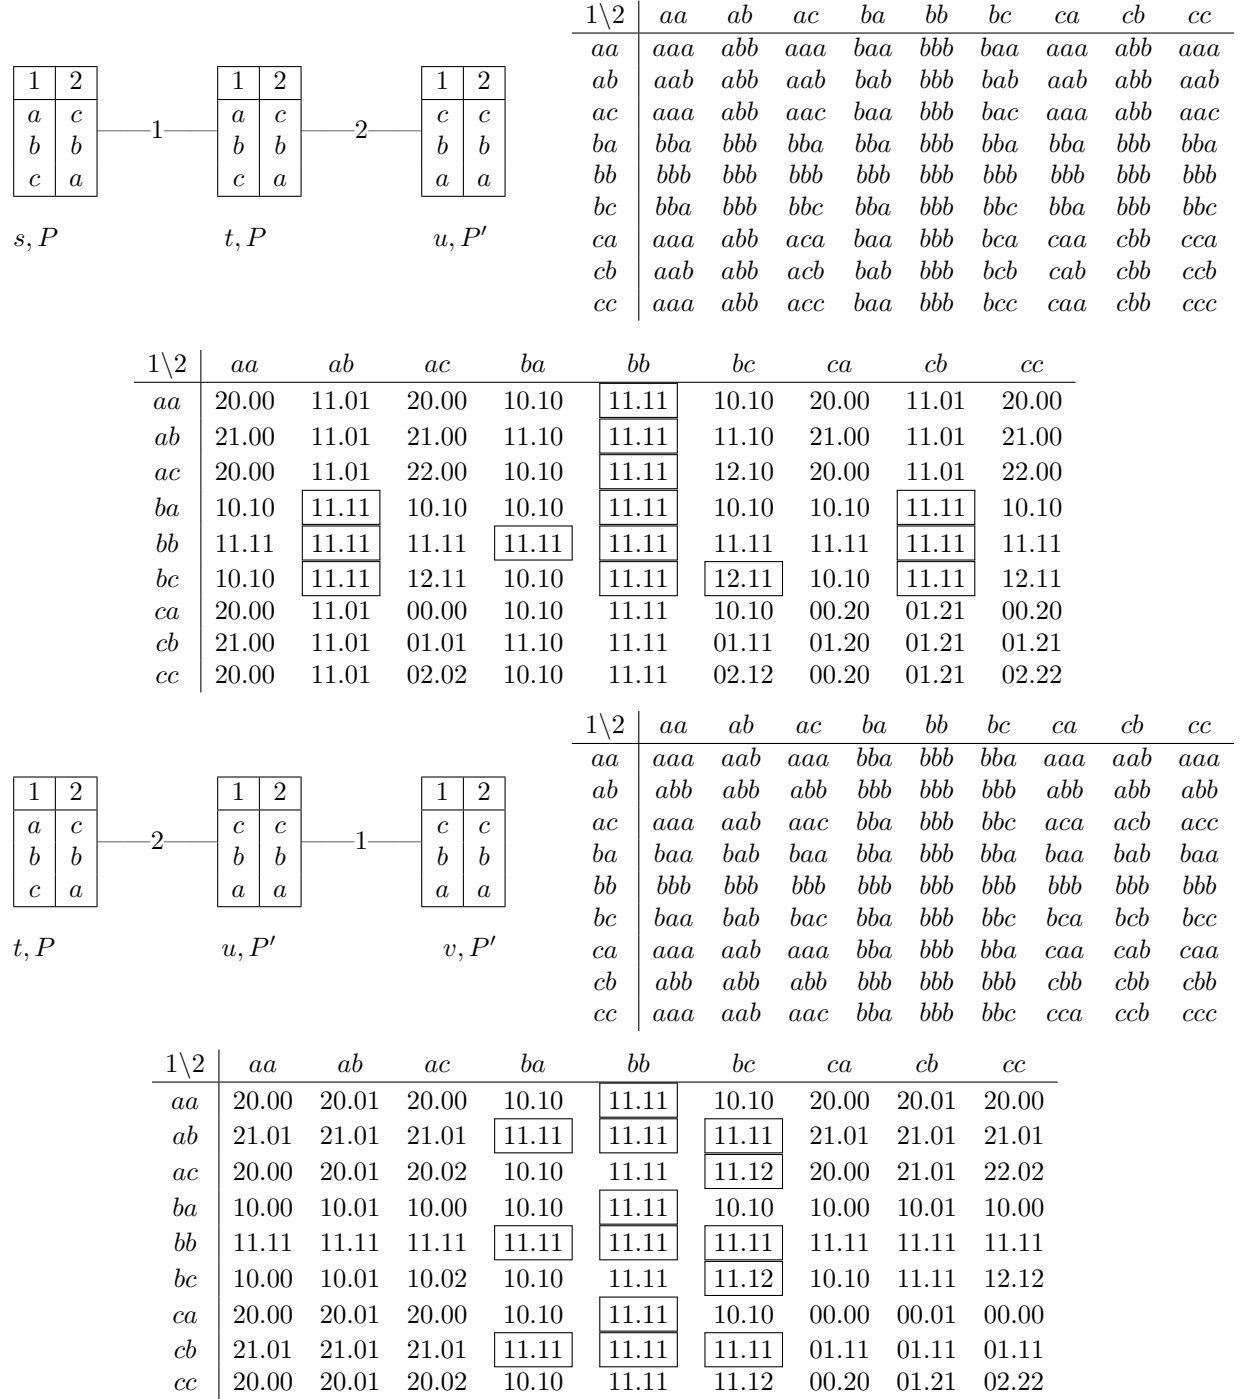 1\2 aa ab ac ba bb bc ca cb cc
aa aaa abb aaa baa bbb baa aaa abb aaa
ab aab abb aab bab bbb bab aab abb aab
ac aaa abb aac baa bbb bac aaa abb aac
ba bba bbb bba bba bbb bba bba bbb bba
bb bbb bbb bbb bbb bbb bbb bbb bbb bbb
bc bba bbb bbc bba bbb bbc bba bbb bbc
ca aaa abb aca baa bbb bca caa cbb cca
cb aab abb acb bab bbb bcb cab cbb ccb
cc aaa abb acc baa bbb bcc caa cbb ccc
1 2 1 2 1 2
a c a c c c
1 2
b b b b b b
c a c a a a
s, P t, P u, P′
1\2 aa ab ac ba bb bc ca cb cc
aa 20.00 11.01 20.00 10.10 11.11 10.10 20.00 11.01 20.00
ab 21.00 11.01 21.00 11.10 11.11 11.10 21.00 11.01 21.00
ac 20.00 11.01 22.00 10.10 11.11 12.10 20.00 11.01 22.00
ba 10.10 11.11 10.10 10.10 11.11 10.10 10.10 11.11 10.10
bb 11.11 11.11 11.11 11.11 11.11 11.11 11.11 11.11 11.11
bc 10.10 11.11 12.11 10.10 11.11 12.11 10.10 11.11 12.11
ca 20.00 11.01 00.00 10.10 11.11 10.10 00.20 01.21 00.20
cb 21.00 11.01 01.01 11.10 11.11 01.11 01.20 01.21 01.21
cc 20.00 11.01 02.02 10.10 11.11 02.12 00.20 01.21 02.22
1\2 aa ab ac ba bb bc ca cb cc
aa aaa aab aaa bba bbb bba aaa aab aaa
ab abb abb abb bbb bbb bbb abb abb abb
ac aaa aab aac bba bbb bbc aca acb acc
ba baa bab baa bba bbb bba baa bab baa
bb bbb bbb bbb bbb bbb bbb bbb bbb bbb
bc baa bab bac bba bbb bbc bca bcb bcc
ca aaa aab aaa bba bbb bba caa cab caa
cb abb abb abb bbb bbb bbb cbb cbb cbb
cc aaa aab aac bba bbb bbc cca ccb ccc
1 2 1 2 1 2
a c c c c c
2 1
b b b b b b
c a a a a a
t, P u, P′ v, P′
1\2 aa ab ac ba bb bc ca cb cc
aa 20.00 20.01 20.00 10.10 11.11 10.10 20.00 20.01 20.00
ab 21.01 21.01 21.01 11.11 11.11 11.11 21.01 21.01 21.01
ac 20.00 20.01 20.02 10.10 11.11 11.12 20.00 21.01 22.02
ba 10.00 10.01 10.00 10.10 11.11 10.10 10.00 10.01 10.00
bb 11.11 11.11 11.11 11.11 11.11 11.11 11.11 11.11 11.11
bc 10.00 10.01 10.02 10.10 11.11 11.12 10.10 11.11 12.12
ca 20.00 20.01 20.00 10.10 11.11 10.10 00.00 00.01 00.00
cb 21.01 21.01 21.01 11.11 11.11 11.11 01.11 01.11 01.11
cc 20.00 20.01 20.02 10.10 11.11 11.12 00.20 01.21 02.22